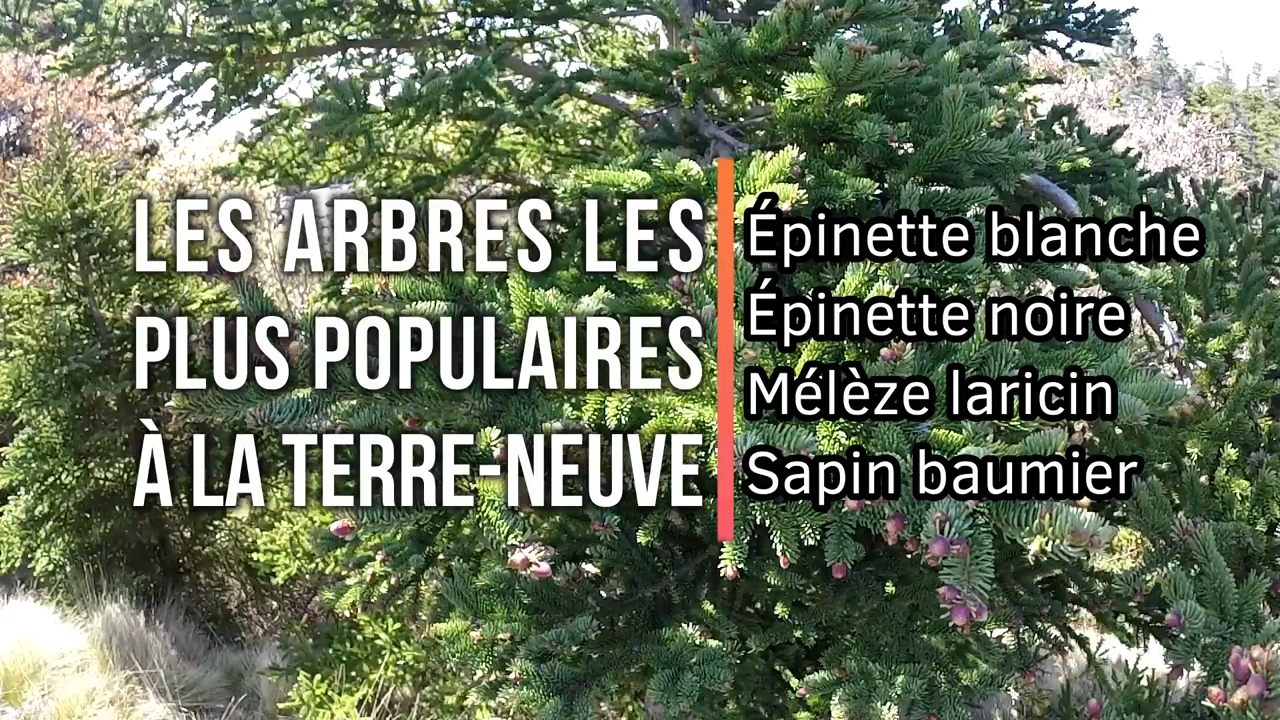 LES ARBRES LES
PLUS POPULAIRES
À LA TERRE-NEUVE
Épinette blanche
Épinette noire
Mélèze laricin
Sapin baumier